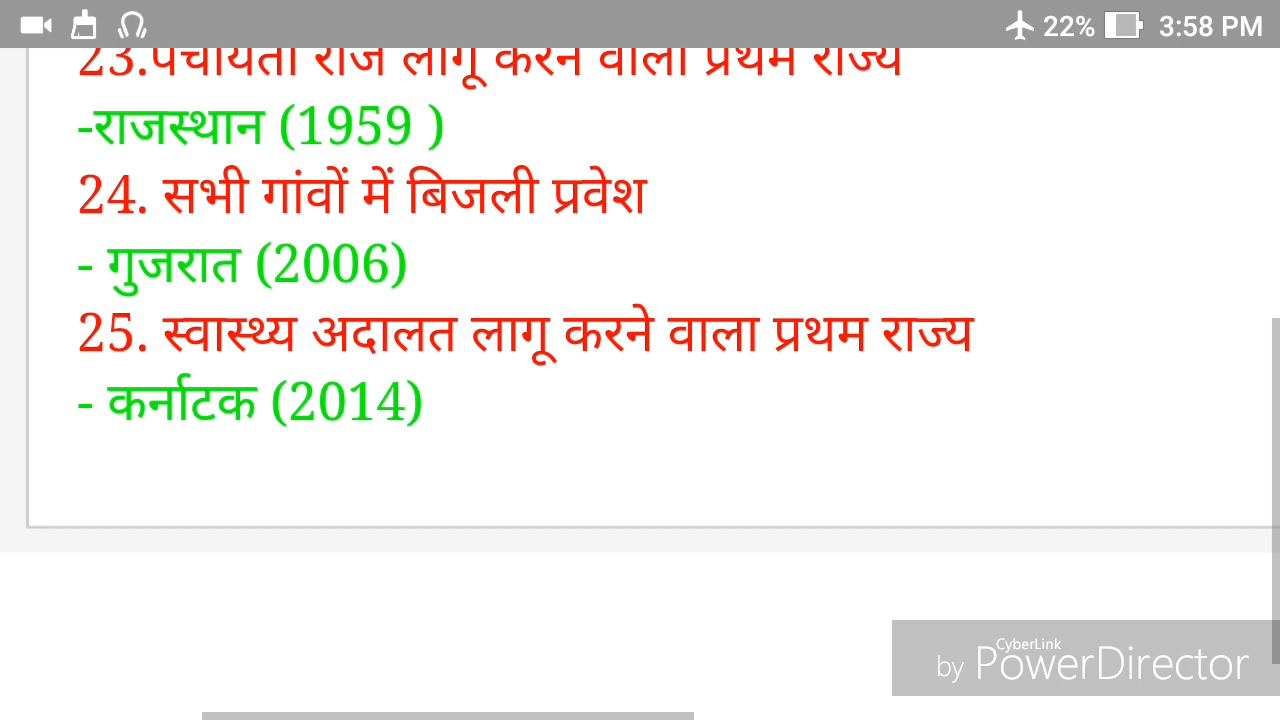 22% 3:58 PM
23.पंचायती राज लागू करने वाला प्रथम राज्य
-राजस्थान (1959 )
24. सभी गांवों में बिजली प्रवेश
- गुजरात (2006)
25. स्वास्थ्य अदालत लागू करने वाला प्रथम राज्य
- कर्नाटक (2014)
CyberLink
by PowerDirector